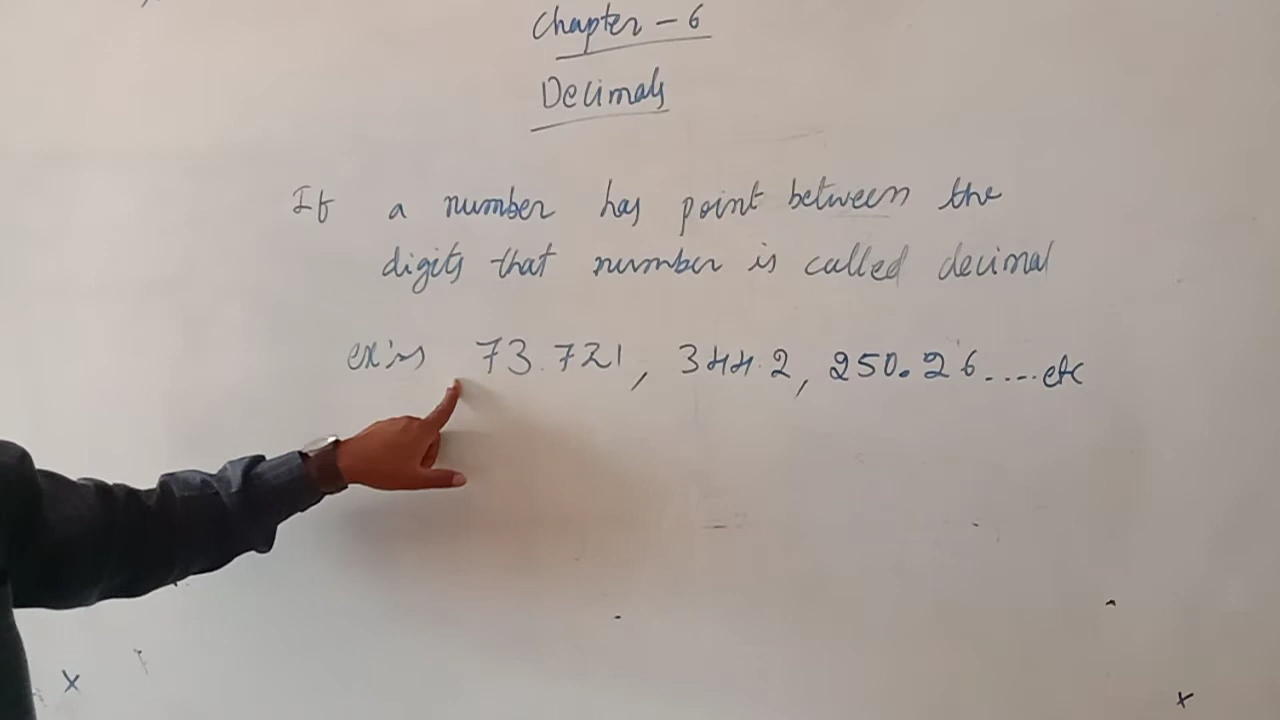 Chapter - 6
Decimals
If a number has point between the
digits that number is called decimal
ex:s 73.721, 344.2, 250.26....etc
x
x